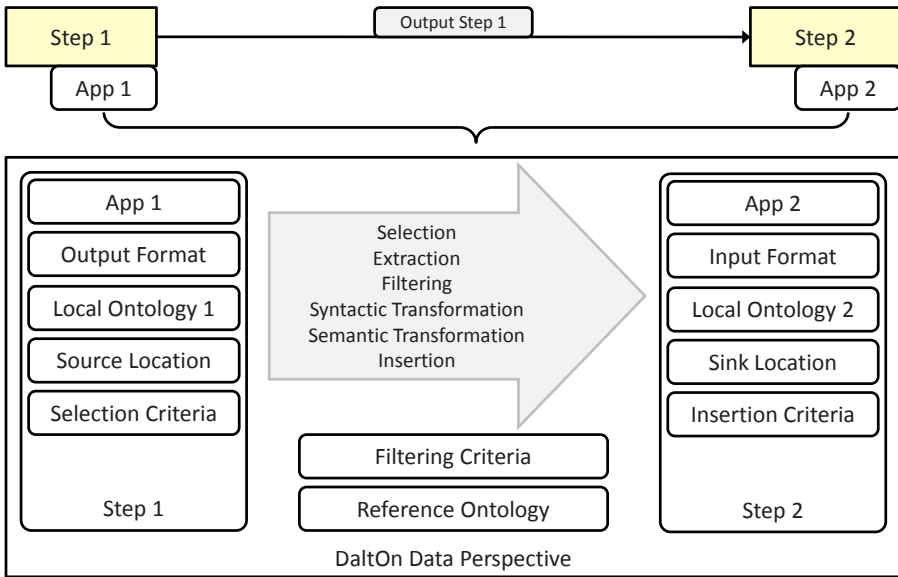 Output Step 1
Step 1
Step 2
App 1
App 2
App 1
Output Format
Local Ontology 1
Source Location
Selection Criteria
Step 1
Selection
Extraction
Filtering
Syntactic Transformation
Semantic Transformation
Insertion
Filtering Criteria
Reference Ontology
App 2
Input Format
Local Ontology 2
Sink Location
Insertion Criteria
Step 2
DaltOn Data Perspective